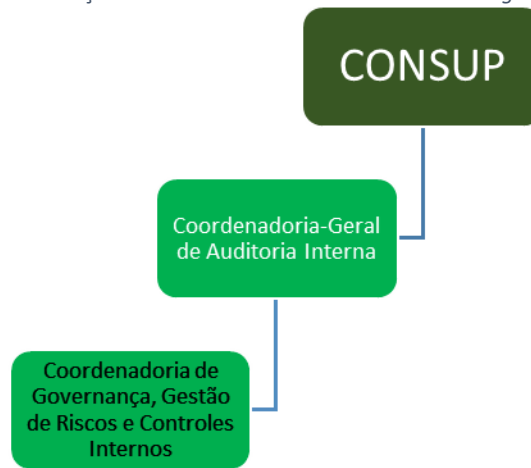 CONSUP
Coordenadoria-Geral
de Auditoria Interna
Coordenadoria de
Governança, Gestão
de Riscos e Controles
Internos